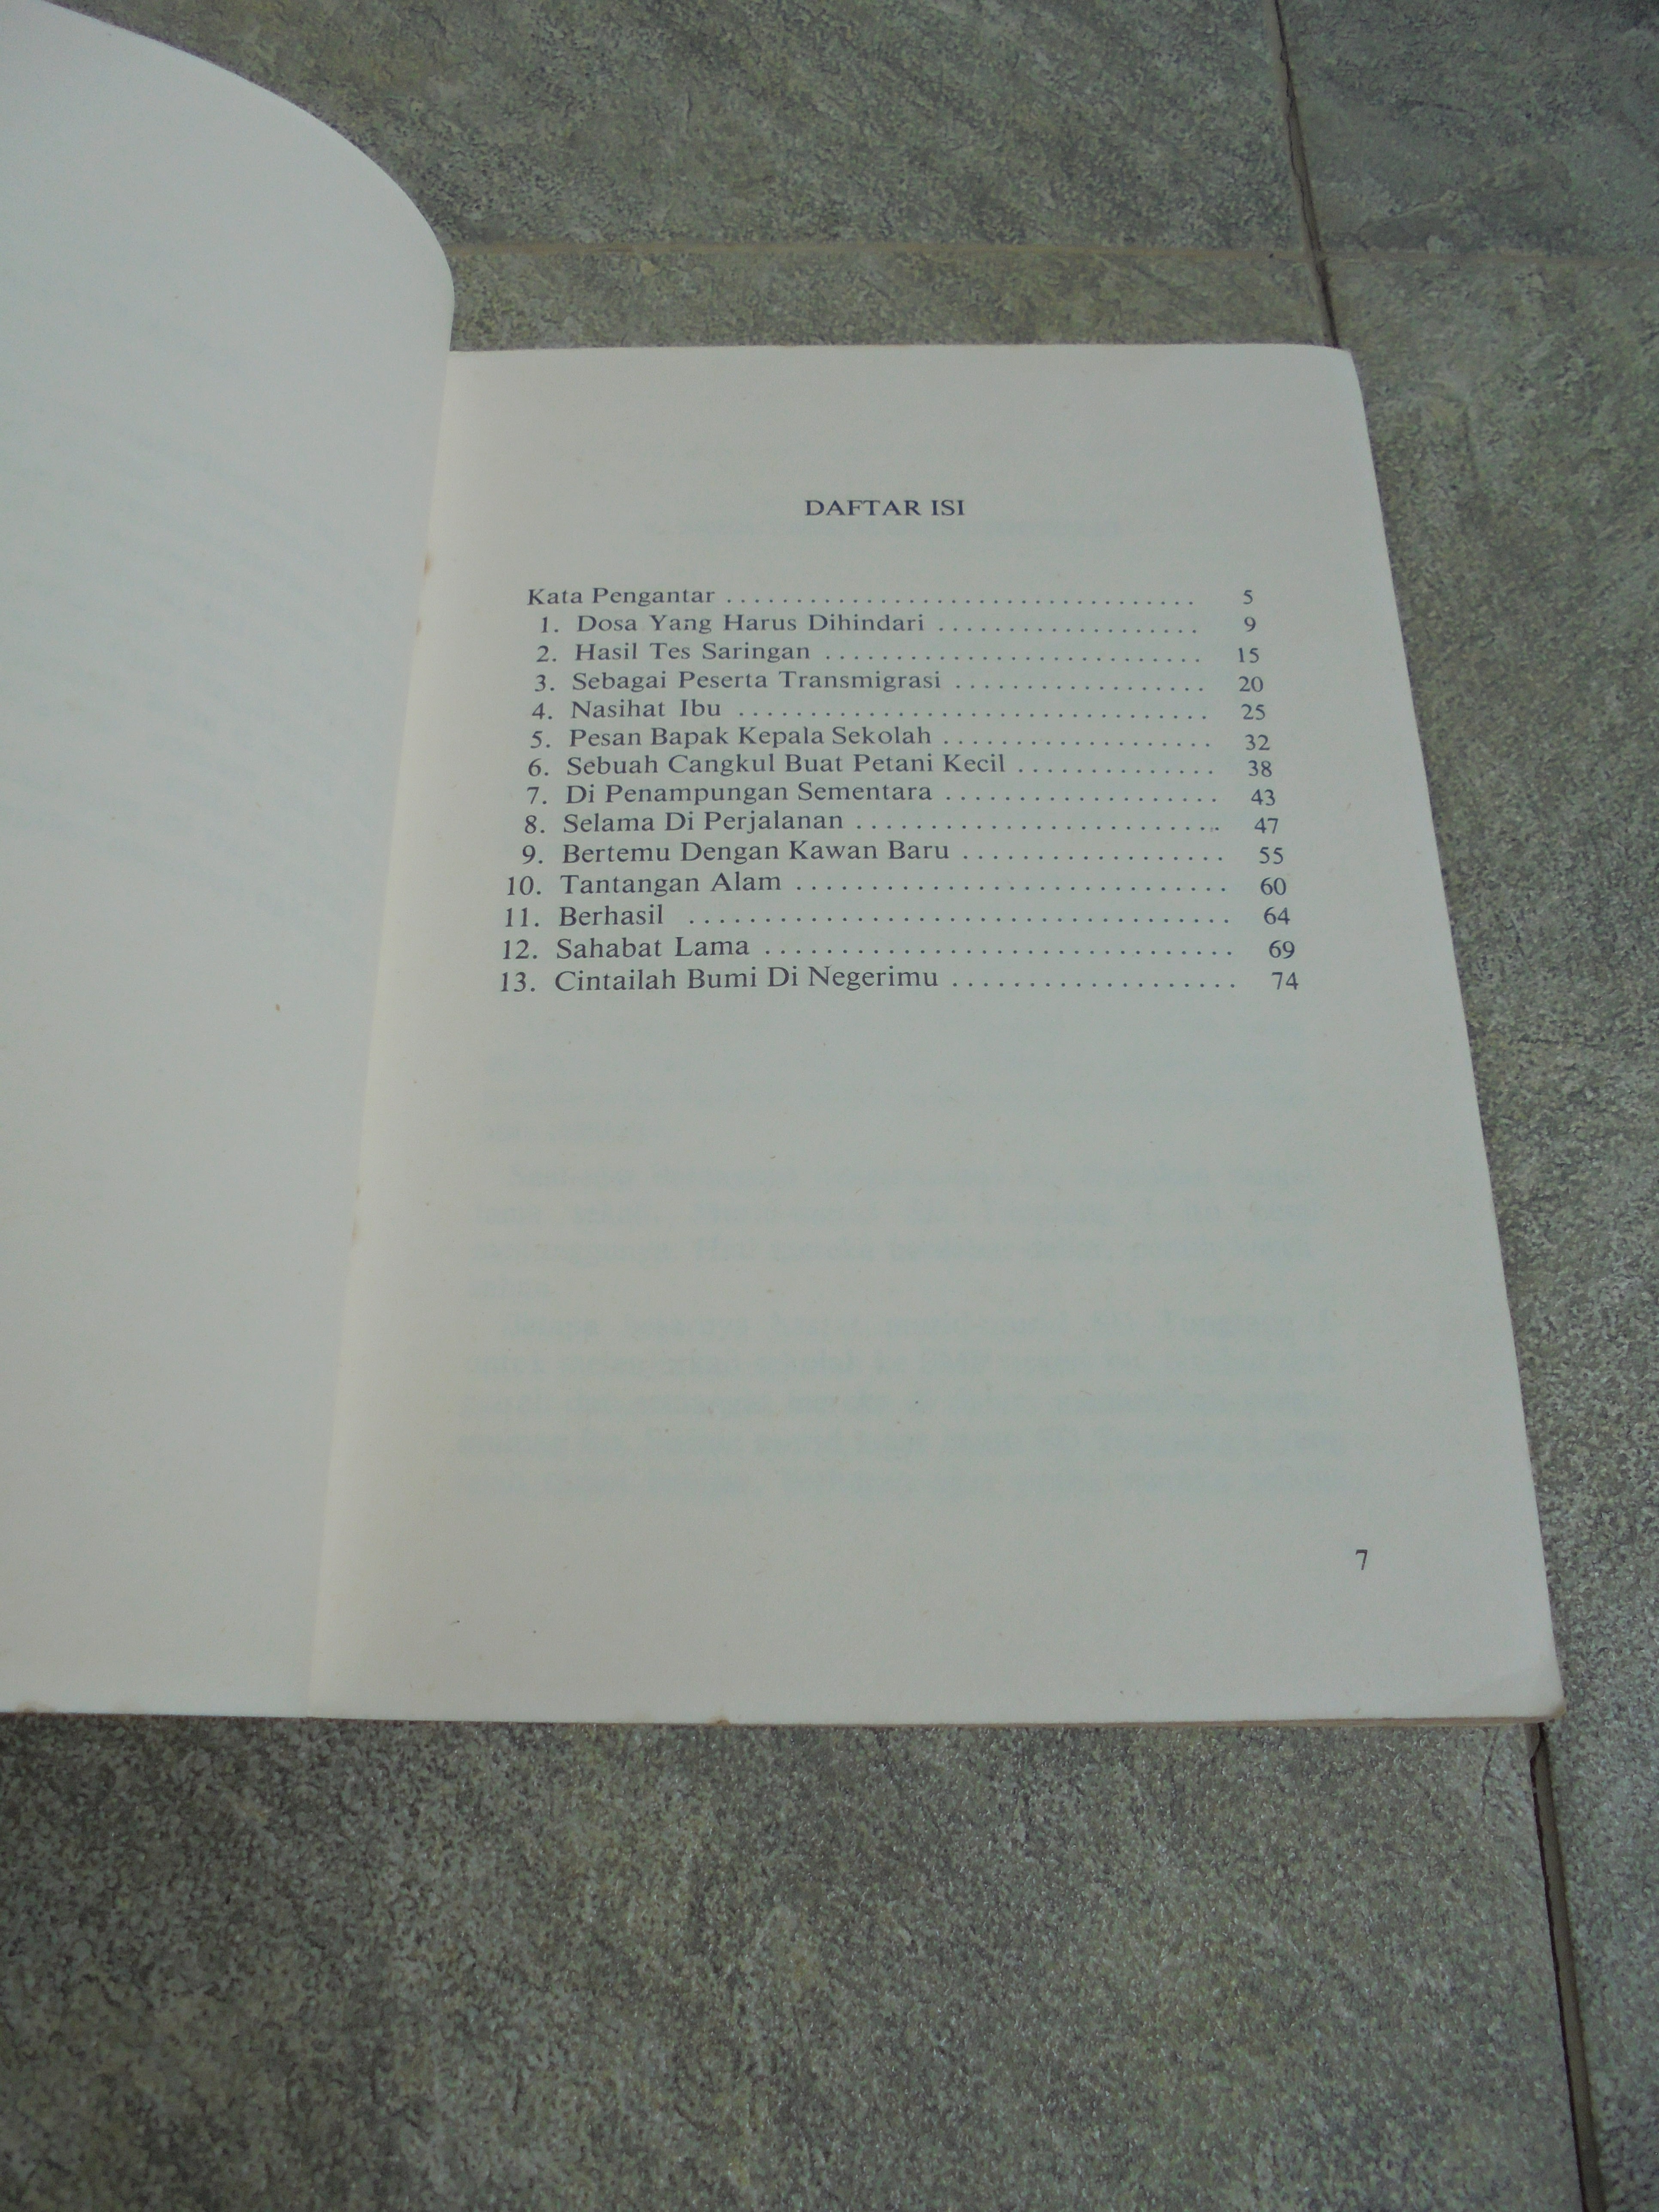 DAFTAR ISI
Kata Pengantar .................................. 5
1. Dosa Yang Harus Dihindari ................... 9
2. Hasil Tes Saringan ........................... 15
3. Sebagai Peserta Transmigrasi .................. 20
4. Nasihat Ibu .................................. 25
5. Pesan Bapak Kepala Sekolah ................... 32
6. Sebuah Cangkul Buat Petani Kecil .............. 38
7. Di Penampungan Sementara .................... 43
8. Selama Di Perjalanan .......................... 47
9. Bertemu Dengan Kawan Baru ................... 55
10. Tantangan Alam .............................. 60
11. Berhasil ..................................... 64
12. Sahabat Lama ................................ 69
13. Cintailah Bumi Di Negerimu ................... 74
7